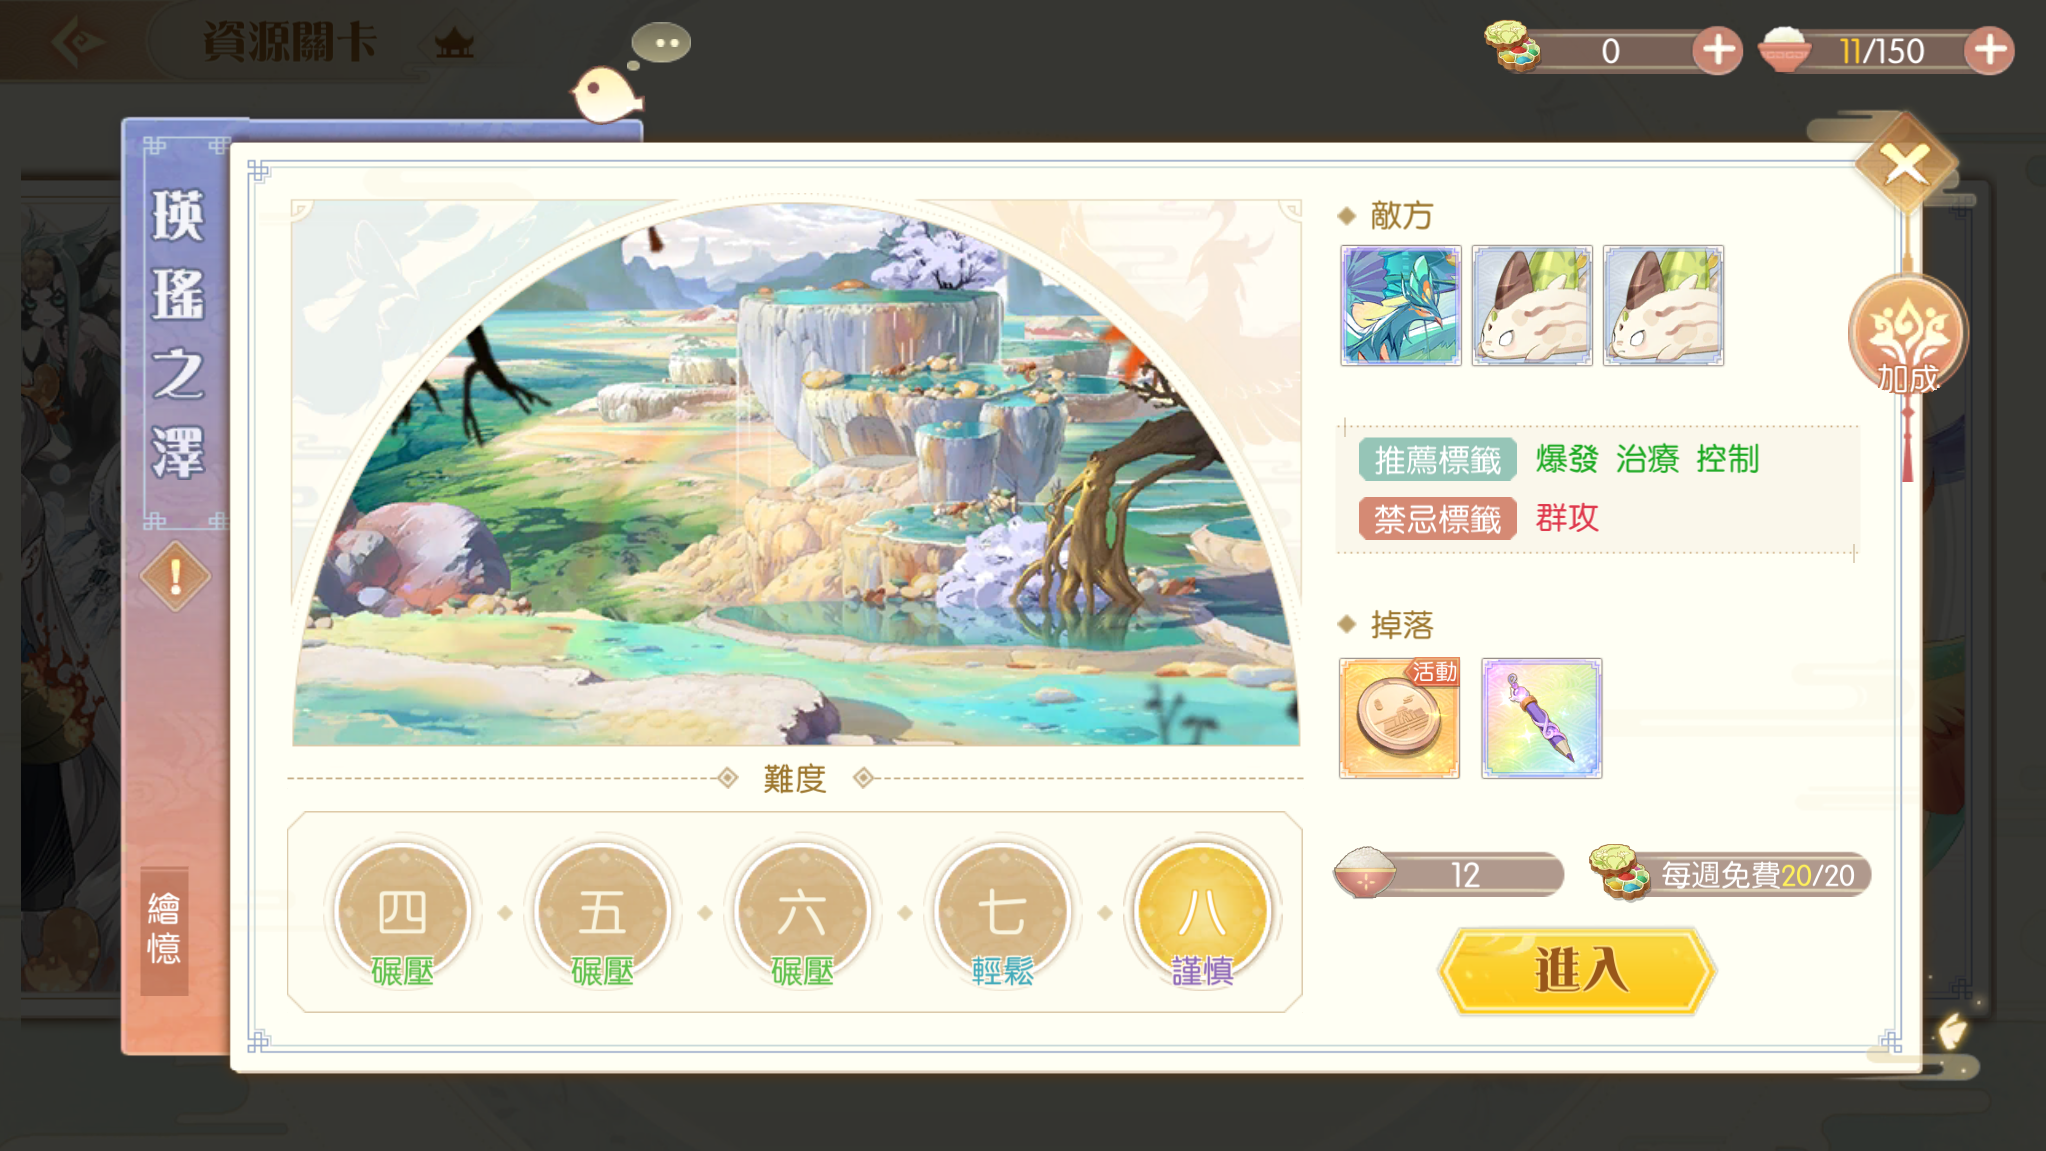 資源關卡
0
11/150
瑛瑤之澤
敵方
加成
推薦標籤 爆發 治療 控制
禁忌標籤 群攻
掉落
活動
難度
四 五 六 七 八
碾壓 碾壓 碾壓 輕鬆 謹慎
繪憶
12
每週免費20/20
進入